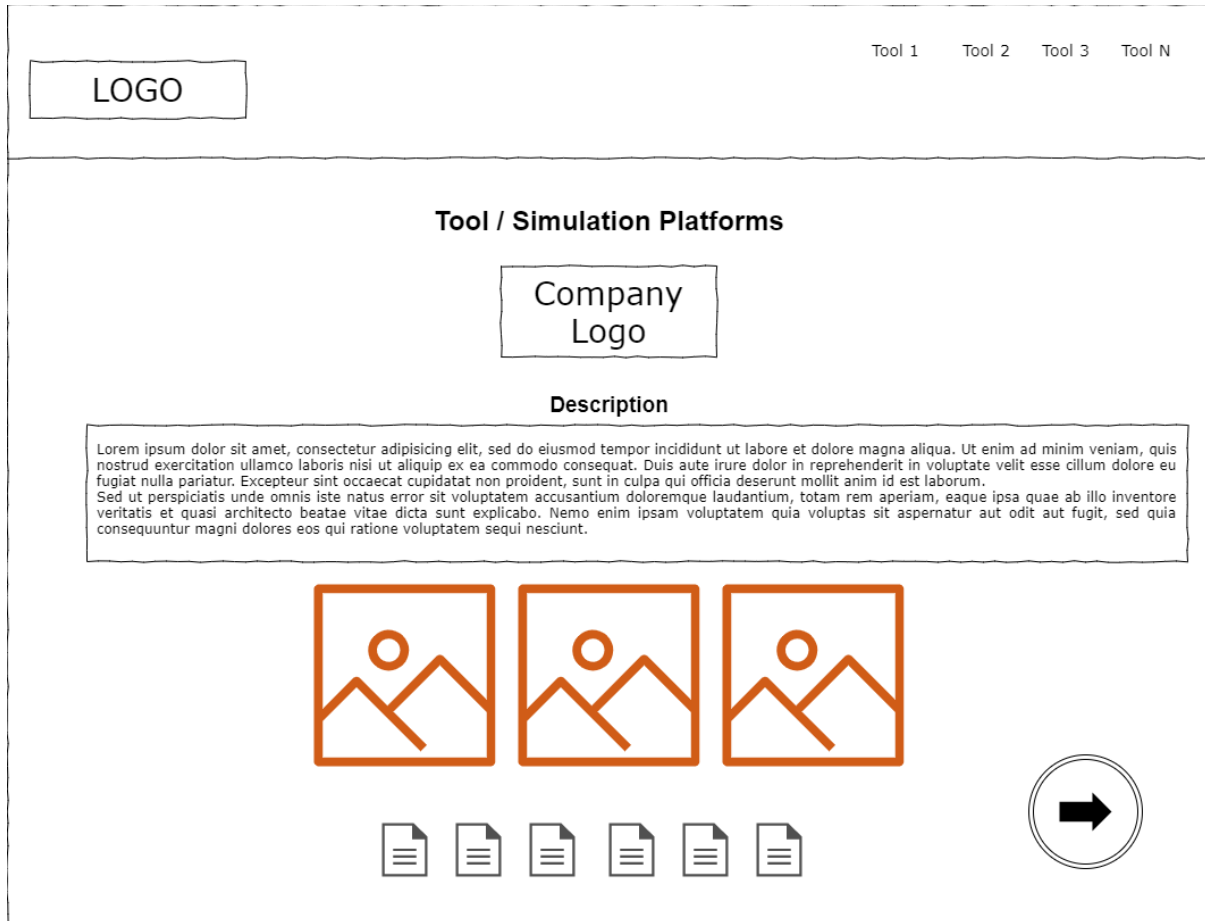 Tool 1 Tool 2 Tool 3 Tool N
LOGO
Tool / Simulation Platforms
Company
Logo
Description
Lorem ipsum dolor sit amet, consectetur adipisicing elit, sed do eiusmod tempor incididunt ut labore et dolore magna aliqua. Ut enim ad minim veniam, quis
nostrud exercitation ullamco laboris nisi ut aliquip ex ea commodo consequat. Duis aute irure dolor in reprehenderit in voluptate velit esse cillum dolore eu
fugiat nulla pariatur. Excepteur sint occaecat cupidatat non proident, sunt in culpa qui officia deserunt mollit anim id est laborum.
Sed ut perspiciatis unde omnis iste natus error sit voluptatem accusantium doloremque laudantium, totam rem aperiam, eaque ipsa quae ab illo inventore
veritatis et quasi architecto beatae vitae dicta sunt explicabo. Nemo enim ipsam voluptatem quia voluptas sit aspernatur aut odit aut fugit, sed quia
consequuntur magni dolores eos qui ratione voluptatem sequi nesciunt.